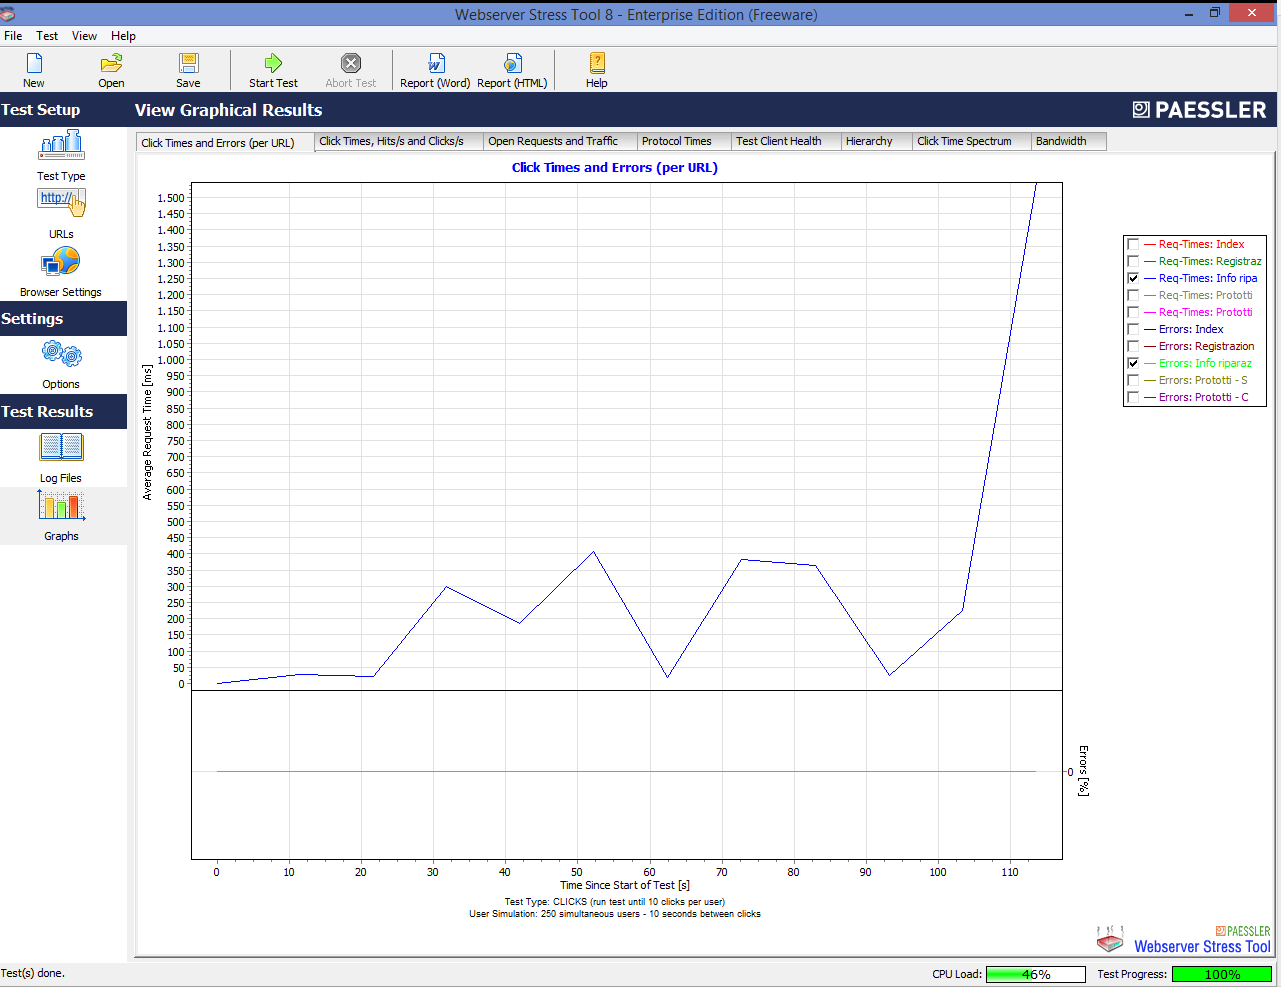 Webserver Stress Tool 8 - Enterprise Edition (Freeware)
File Test View Help
New Open Save Start Test Abort Test Report (Word) Report (HTML) Help
Test Setup
View Graphical Results
PAESSLER
Test Type
http://
URLs
Browser Settings
Settings
Options
Test Results
Log Files
Graphs
Click Times and Errors (per URL) Click Times, Hits/s and Clicks/s Open Requests and Traffic Protocol Times Test Client Health Hierarchy Click Time Spectrum Bandwidth
Click Times and Errors (per URL)
1.500
1.450
1.400
1.350
1.300
1.250
1.200
1.150
1.100
1.050
1.000
950
900
850
800
750
700
650
600
550
500
450
400
350
300
250
200
150
100
50
0
Average Request Time [ms]
Req-Times: Index
Req-Times: Registraz
Req-Times: Info ripa
Req-Times: Prototti
Req-Times: Prototti
Errors: Index
Errors: Registrazion
Errors: Info riparaz
Errors: Prototti - S
Errors: Prototti - C
0
Errors [%]
0 10 20 30 40 50 60 70 80 90 100 110
Time Since Start of Test [s]
Test Type: CLICKS (run test until 10 clicks per user)
User Simulation: 250 simultaneous users - 10 seconds between clicks
PAESSLER
Webserver Stress Tool
Test(s) done.
CPU Load: 46% Test Progress: 100%